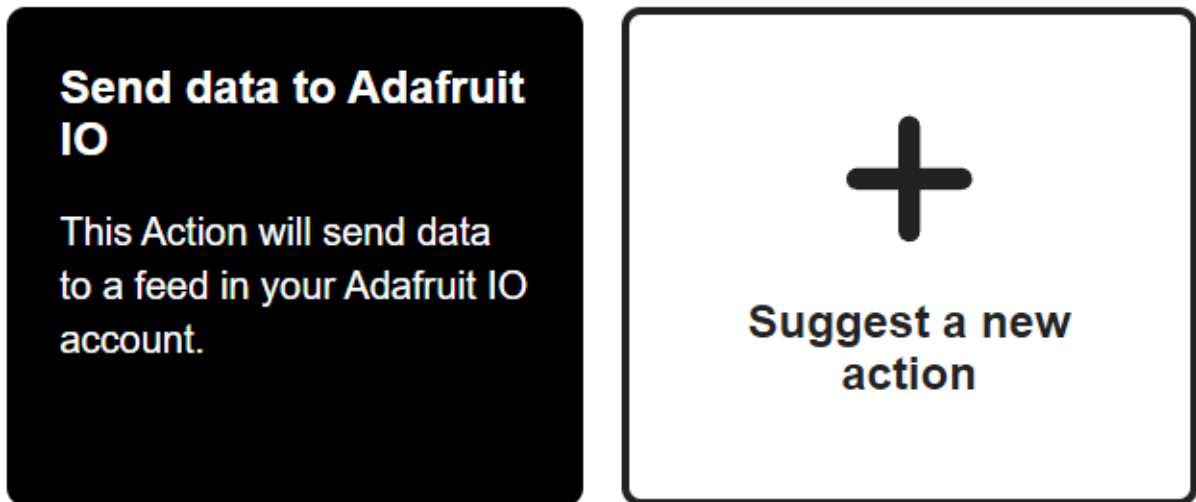 Send data to Adafruit
IO
This Action will send data
to a feed in your Adafruit IO
account.
Suggest a new
action